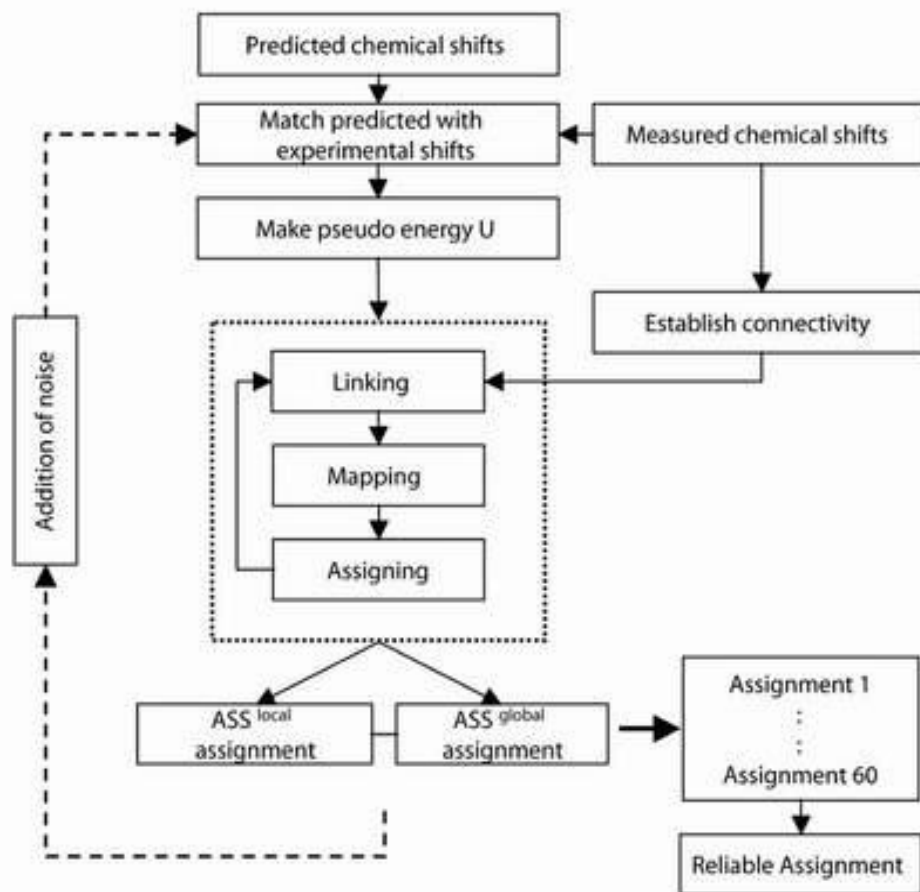 Predicted chemical shifts
Match predicted with
experimental shifts
Measured chemical shifts
Make pseudo energy U
Establish connectivity
Addition of noise
Linking
Mapping
Assigning
ASS local
assignment
ASS global
assignment
Assignment 1
Assignment 60
Reliable Assignment